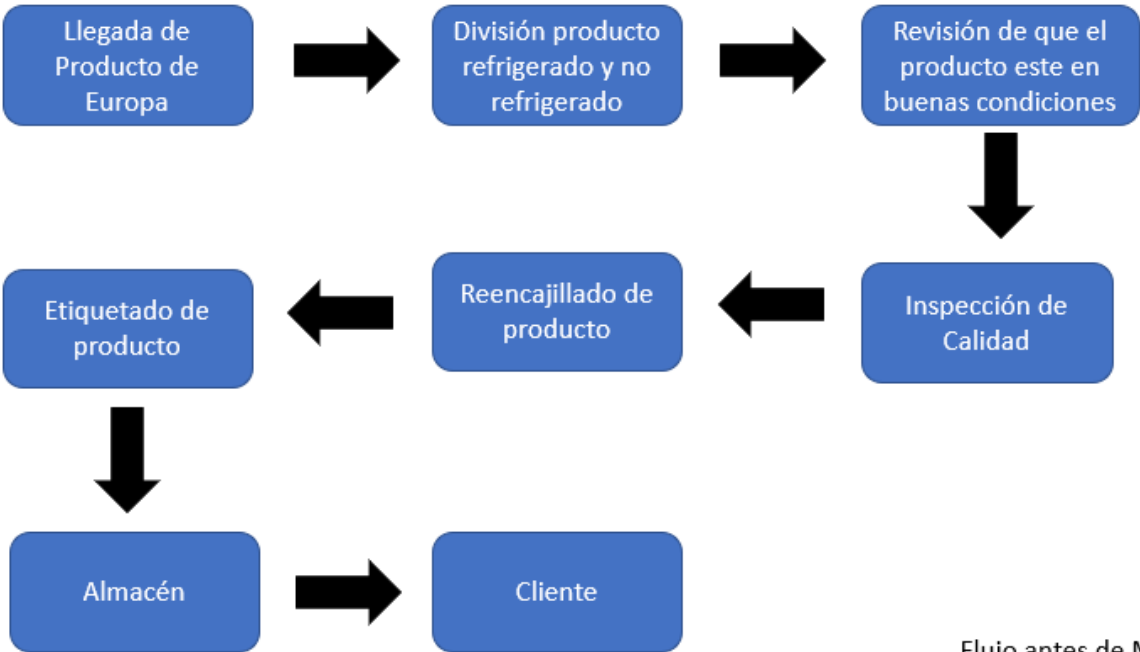 Llegada de
Producto de
Europa
División producto
refrigerado y no
refrigerado
Revisión de que el
producto este en
buenas condiciones
Inspección de
Calidad
Reencajillado de
producto
Etiquetado de
producto
Almacén
Cliente
Flujo antes de